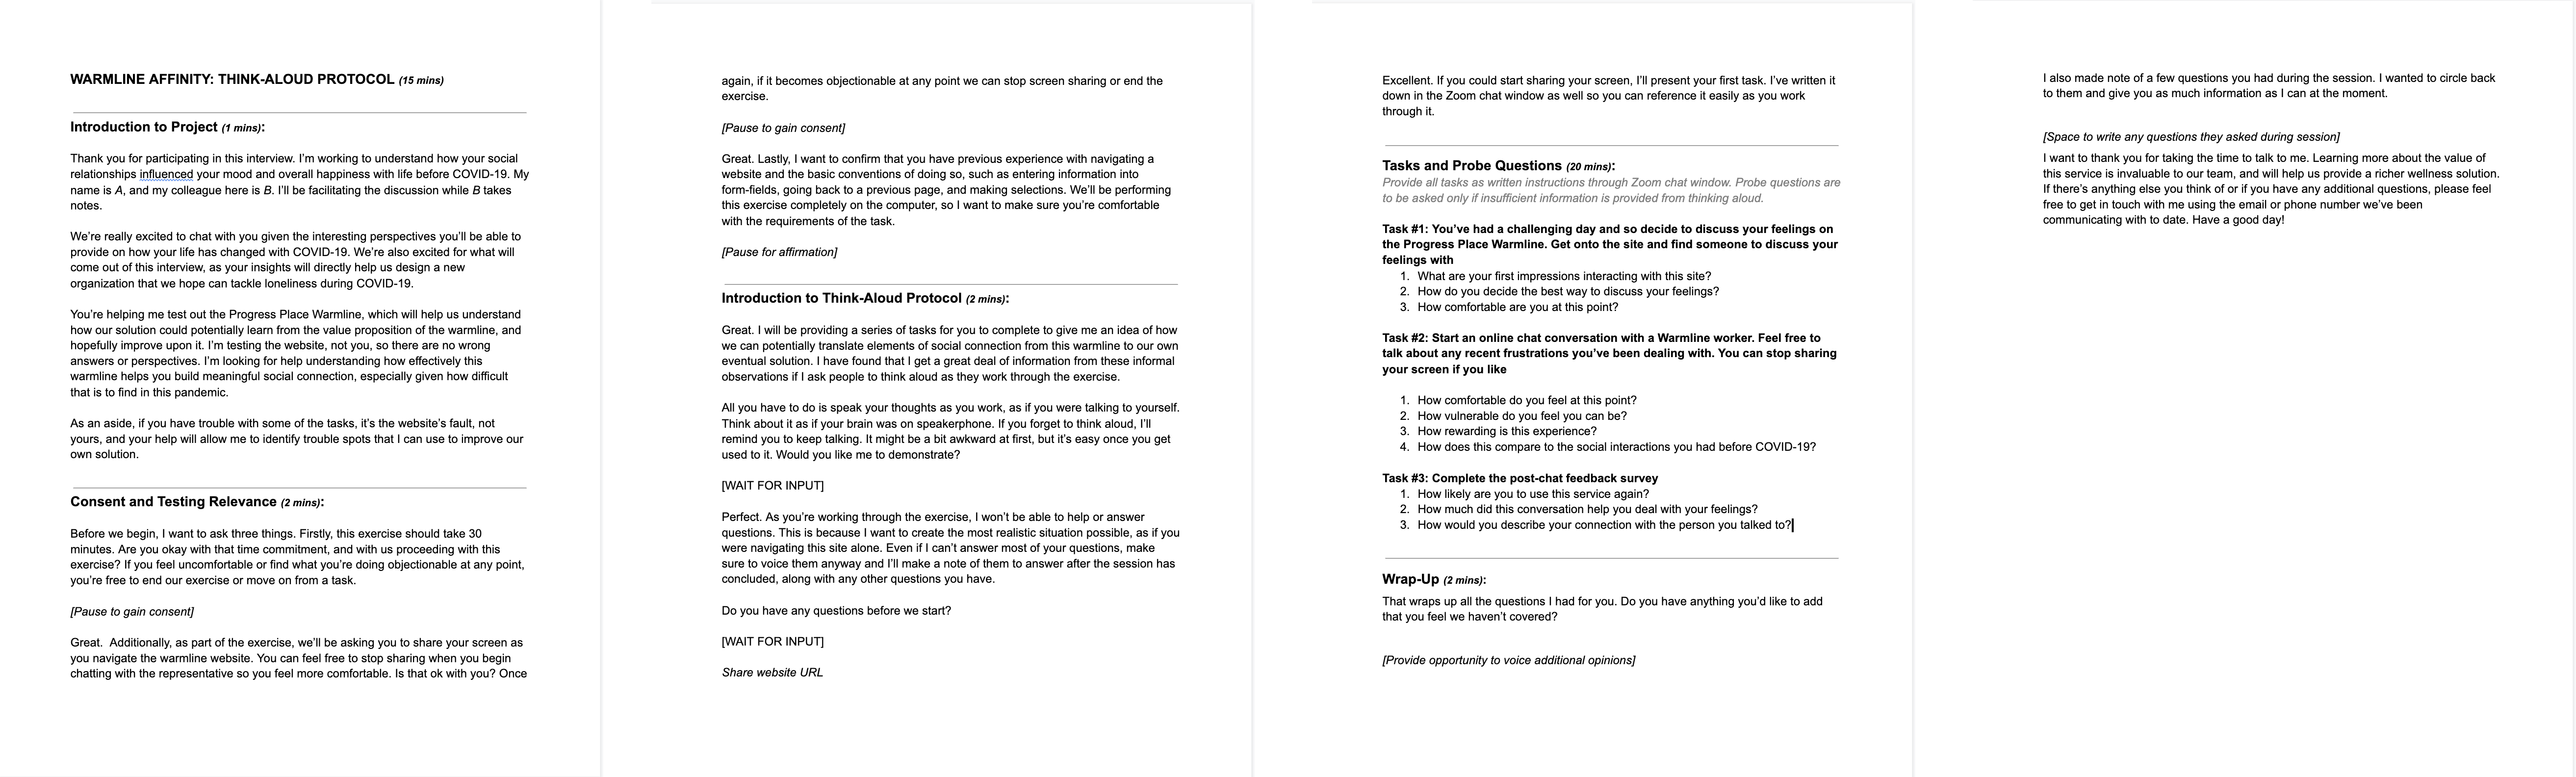 WARMLINE AFFINITY: THINK-ALOUD PROTOCOL (15 mins)
Introduction to Project (1 mins):
Thank you for participating in this interview. I’m working to understand how your social
relationships influenced your mood and overall happiness with life before COVID-19. My
name is A, and my colleague here is B. I’ll be facilitating the discussion while B takes
notes.
We’re really excited to chat with you given the interesting perspectives you’ll be able to
provide on how your life has changed with COVID-19. We’re also excited for what will
come out of this interview, as your insights will directly help us design a new
organization that we hope can tackle loneliness during COVID-19.
You’re helping me test out the Progress Place Warmline, which will help us understand
how our solution could potentially learn from the value proposition of the warmline, and
hopefully improve upon it. I’m testing the website, not you, so there are no wrong
answers or perspectives. I’m looking for help understanding how effectively this
warmline helps you build meaningful social connection, especially given how difficult
that is to find in this pandemic.
As an aside, if you have trouble with some of the tasks, it’s the website’s fault, not
yours, and your help will allow me to identify trouble spots that I can use to improve our
own solution.
Consent and Testing Relevance (2 mins):
Before we begin, I want to ask three things. Firstly, this exercise should take 30
minutes. Are you okay with that time commitment, and with us proceeding with this
exercise? If you feel uncomfortable or find what you’re doing objectionable at any point,
you’re free to end our exercise or move on from a task.
[Pause to gain consent]
Great.  Additionally, as part of the exercise, we’ll be asking you to share your screen as
you navigate the warmline website. You can feel free to stop sharing when you begin
chatting with the representative so you feel more comfortable. Is that ok with you? Once
again, if it becomes objectionable at any point we can stop screen sharing or end the
exercise.
[Pause to gain consent]
Great. Lastly, I want to confirm that you have previous experience with navigating a
website and the basic conventions of doing so, such as entering information into
form-fields, going back to a previous page, and making selections. We’ll be performing
this exercise completely on the computer, so I want to make sure you’re comfortable
with the requirements of the task.
[Pause for affirmation]
Introduction to Think-Aloud Protocol (2 mins):
Great. I will be providing a series of tasks for you to complete to give me an idea of how
we can potentially translate elements of social connection from this warmline to our own
eventual solution. I have found that I get a great deal of information from these informal
observations if I ask people to think aloud as they work through the exercise.
All you have to do is speak your thoughts as you work, as if you were talking to yourself.
Think about it as if your brain was on speakerphone. If you forget to think aloud, I’ll
remind you to keep talking. It might be a bit awkward at first, but it’s easy once you get
used to it. Would you like me to demonstrate?
[WAIT FOR INPUT]
Perfect. As you’re working through the exercise, I won’t be able to help or answer
questions. This is because I want to create the most realistic situation possible, as if you
were navigating this site alone. Even if I can’t answer most of your questions, make
sure to voice them anyway and I’ll make a note of them to answer after the session has
concluded, along with any other questions you have.
Do you have any questions before we start?
[WAIT FOR INPUT]
Share website URL
Excellent. If you could start sharing your screen, I’ll present your first task. I’ve written it
down in the Zoom chat window as well so you can reference it easily as you work
through it.
Tasks and Probe Questions (20 mins):
Provide all tasks as written instructions through Zoom chat window. Probe questions are
to be asked only if insufficient information is provided from thinking aloud.
Task #1: You’ve had a challenging day and so decide to discuss your feelings on
the Progress Place Warmline. Get onto the site and find someone to discuss your
feelings with
1. What are your first impressions interacting with this site?
2. How do you decide the best way to discuss your feelings?
3. How comfortable are you at this point?
Task #2: Start an online chat conversation with a Warmline worker. Feel free to
talk about any recent frustrations you’ve been dealing with. You can stop sharing
your screen if you like
1. How comfortable do you feel at this point?
2. How vulnerable do you feel you can be?
3. How rewarding is this experience?
4. How does this compare to the social interactions you had before COVID-19?
Task #3: Complete the post-chat feedback survey
1. How likely are you to use this service again?
2. How much did this conversation help you deal with your feelings?
3. How would you describe your connection with the person you talked to?
Wrap-Up (2 mins):
That wraps up all the questions I had for you. Do you have anything you’d like to add
that you feel we haven’t covered?
[Provide opportunity to voice additional opinions]
I also made note of a few questions you had during the session. I wanted to circle back
to them and give you as much information as I can at the moment.
[Space to write any questions they asked during session]
I want to thank you for taking the time to talk to me. Learning more about the value of
this service is invaluable to our team, and will help us provide a richer wellness solution.
If there’s anything else you think of or if you have any additional questions, please feel
free to get in touch with me using the email or phone number we’ve been
communicating with to date. Have a good day!